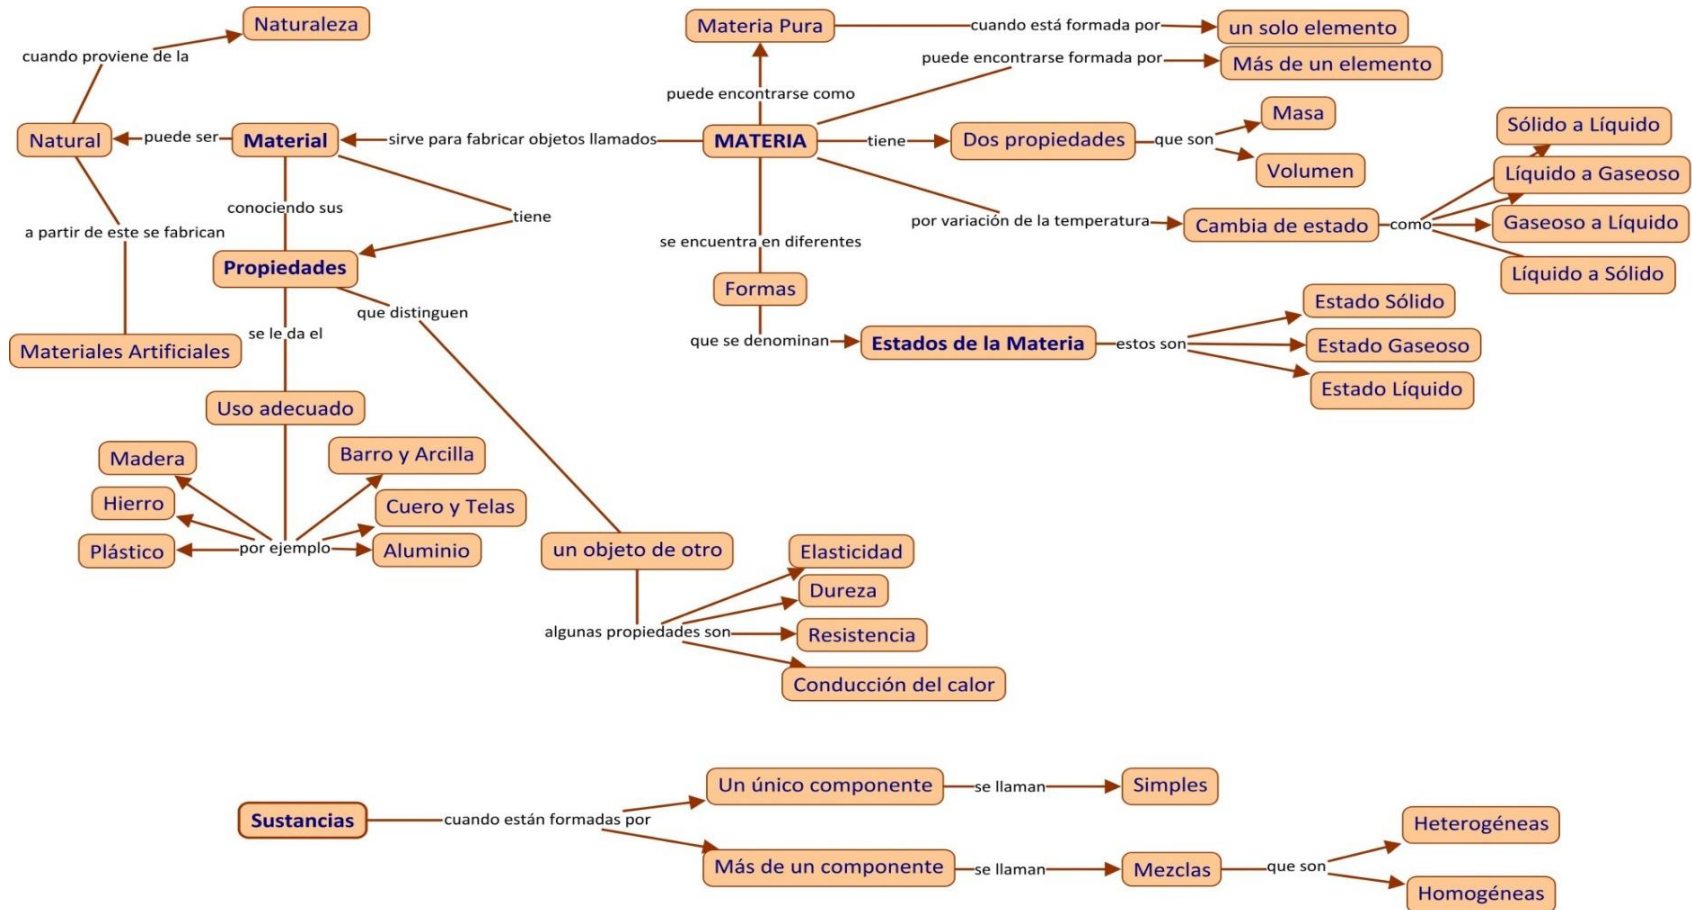 Naturaleza
cuando proviene de la
Natural
puede ser
Material
sirve para fabricar objetos llamados
MATERIA
a partir de este se fabrican
Materiales Artificiales
conociendo sus
tiene
Propiedades
se le da el
que distinguen
Uso adecuado
Madera
Hierro
Plástico
por ejemplo
Barro y Arcilla
Cuero y Telas
Aluminio
un objeto de otro
algunas propiedades son
Elasticidad
Dureza
Resistencia
Conducción del calor
Materia Pura
cuando está formada por
un solo elemento
puede encontrarse como
puede encontrarse formada por
Más de un elemento
tiene
Dos propiedades
que son
Masa
Volumen
por variación de la temperatura
Cambia de estado
como
Sólido a Líquido
Líquido a Gaseoso
Gaseoso a Líquido
Líquido a Sólido
se encuentra en diferentes
Formas
que se denominan
Estados de la Materia
estos son
Estado Sólido
Estado Gaseoso
Estado Líquido
Sustancias
cuando están formadas por
Un único componente
se llaman
Simples
Más de un componente
se llaman
Mezclas
que son
Heterogéneas
Homogéneas